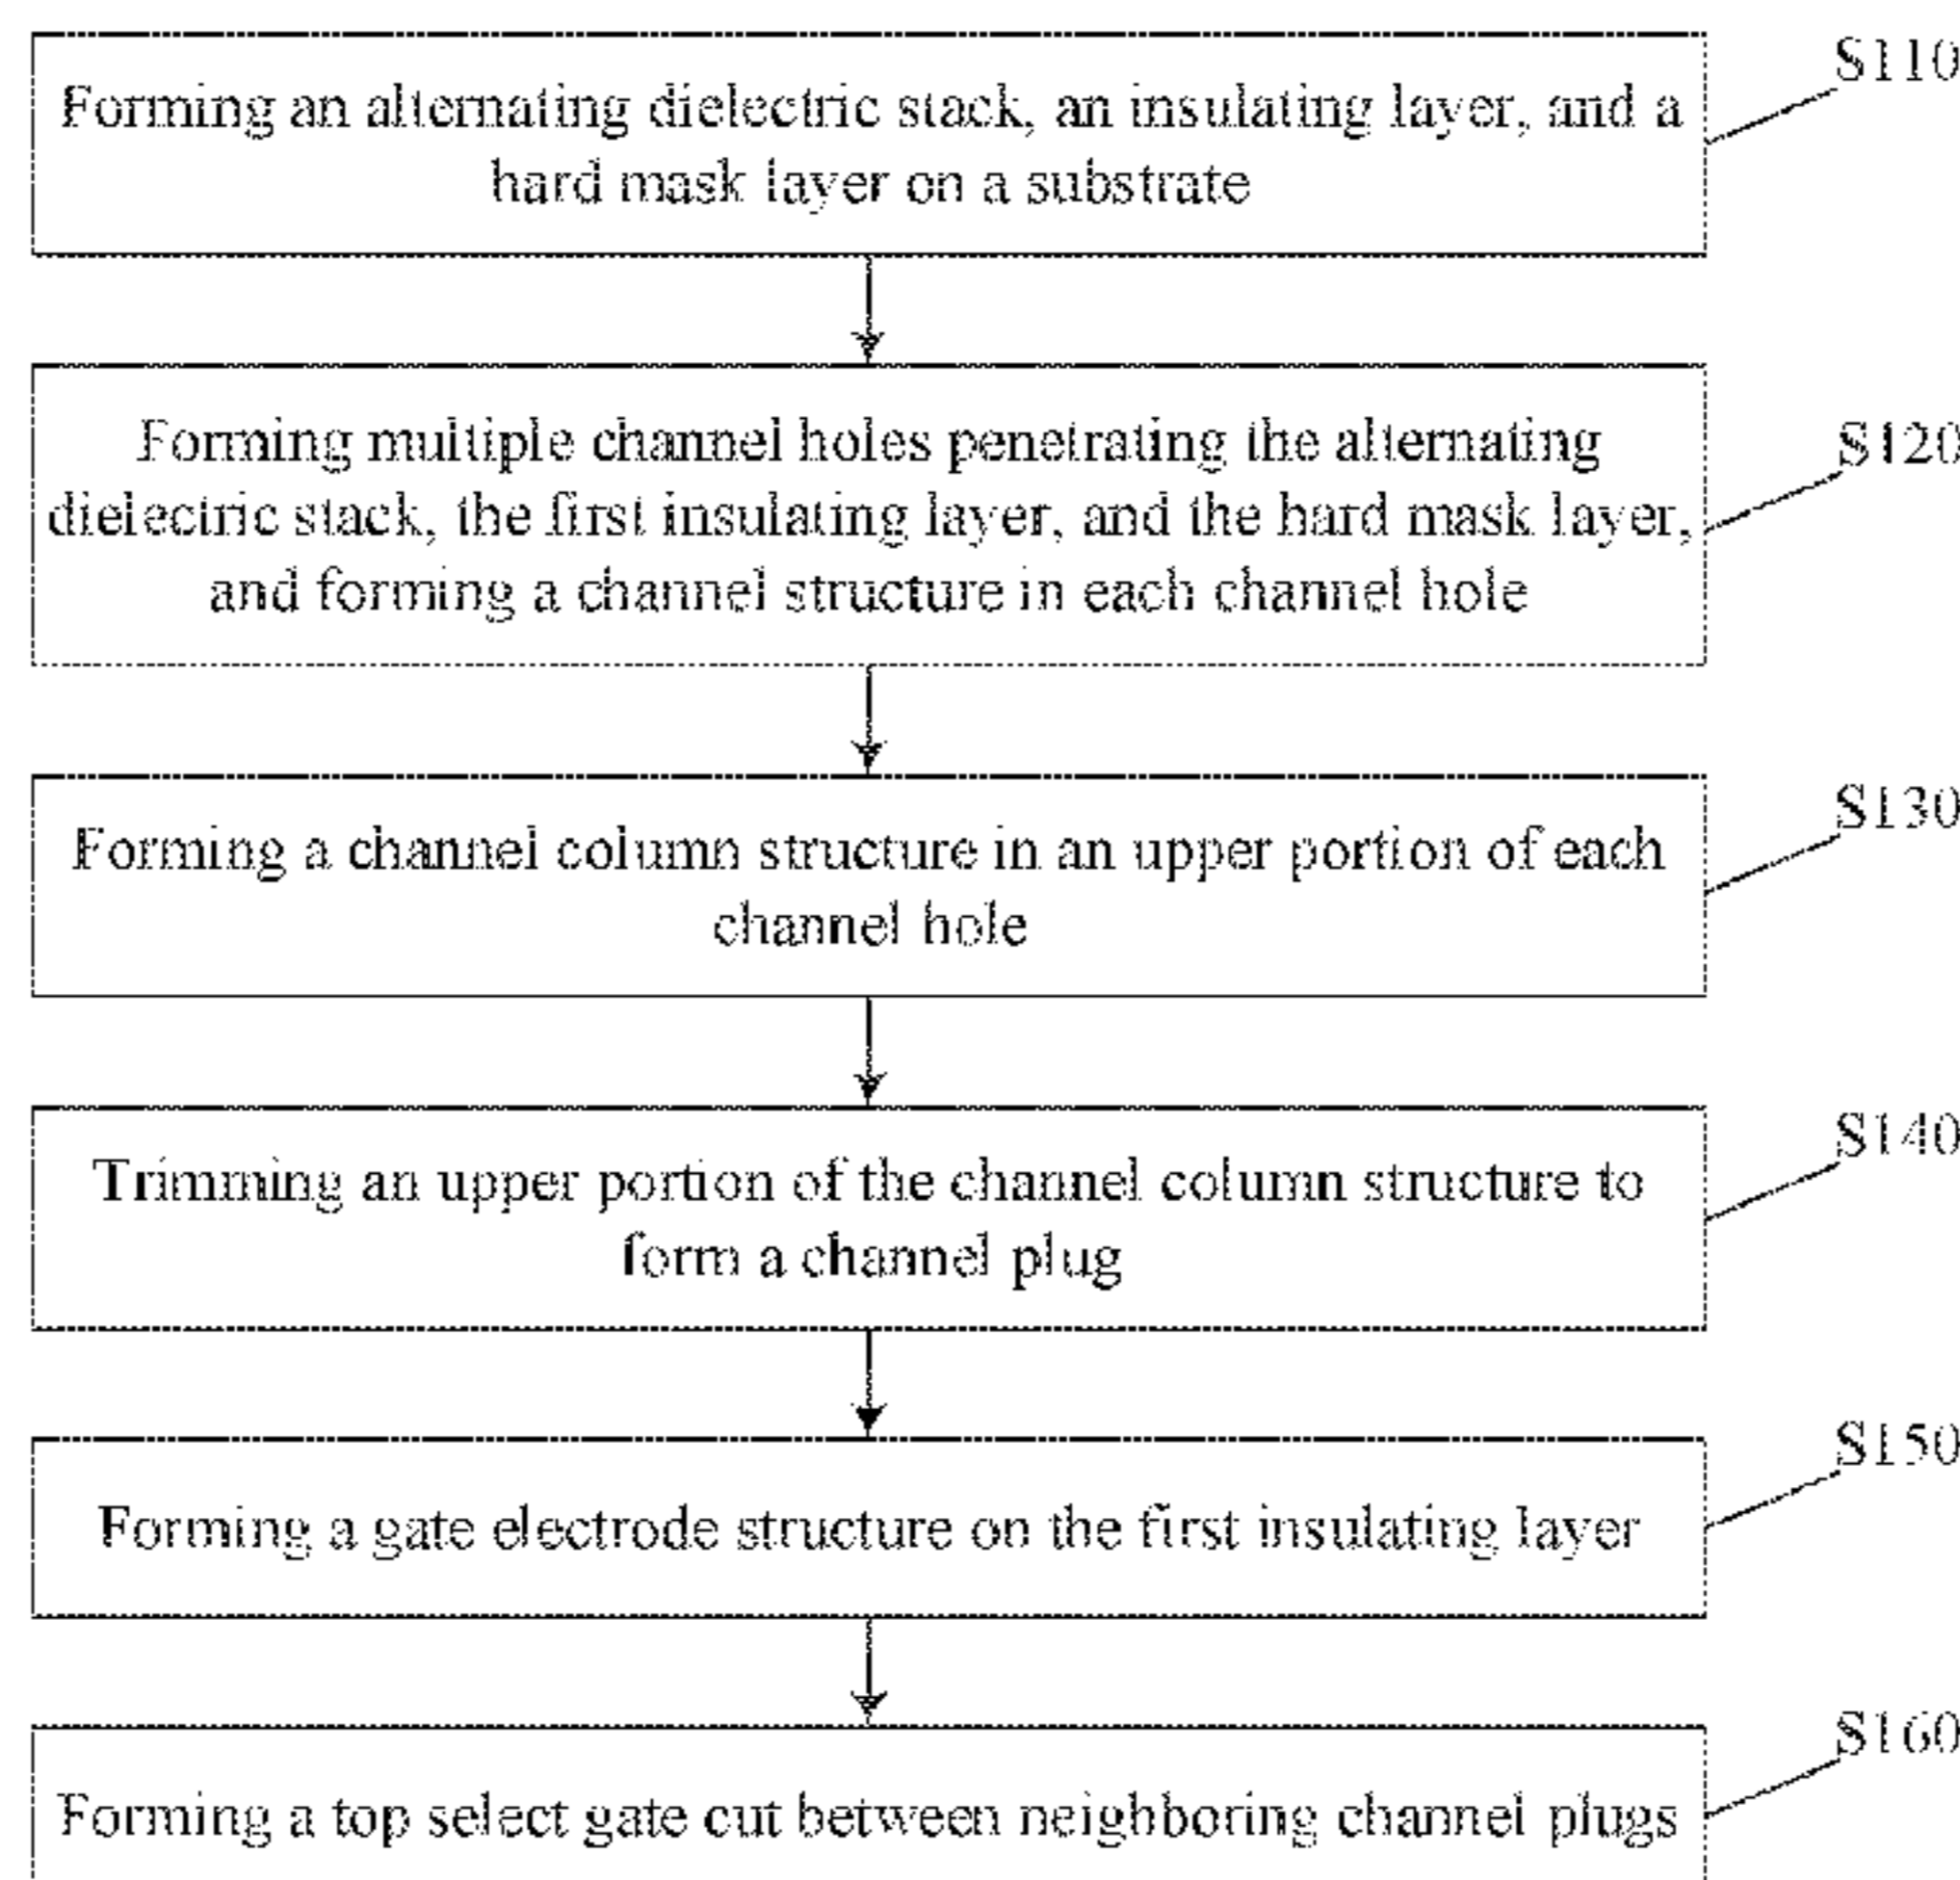 S110
Forming an alternating dielectric stack, an insulating layer, and a
hard mask layer on a substrate
S120
Forming multiple channel holes penetrating the alternating
dielectric stack, the first insulating layer, and the hard mask layer,
and forming a channel structure in each channel hole
S130
Forming a channel column structure in an upper portion of each
channel hole
S140
Trimming an upper portion of the channel column structure to
form a channel plug
S150
Forming a gate electrode structure on the first insulating layer
S160
Forming a top select gate cut between neighboring channel plugs